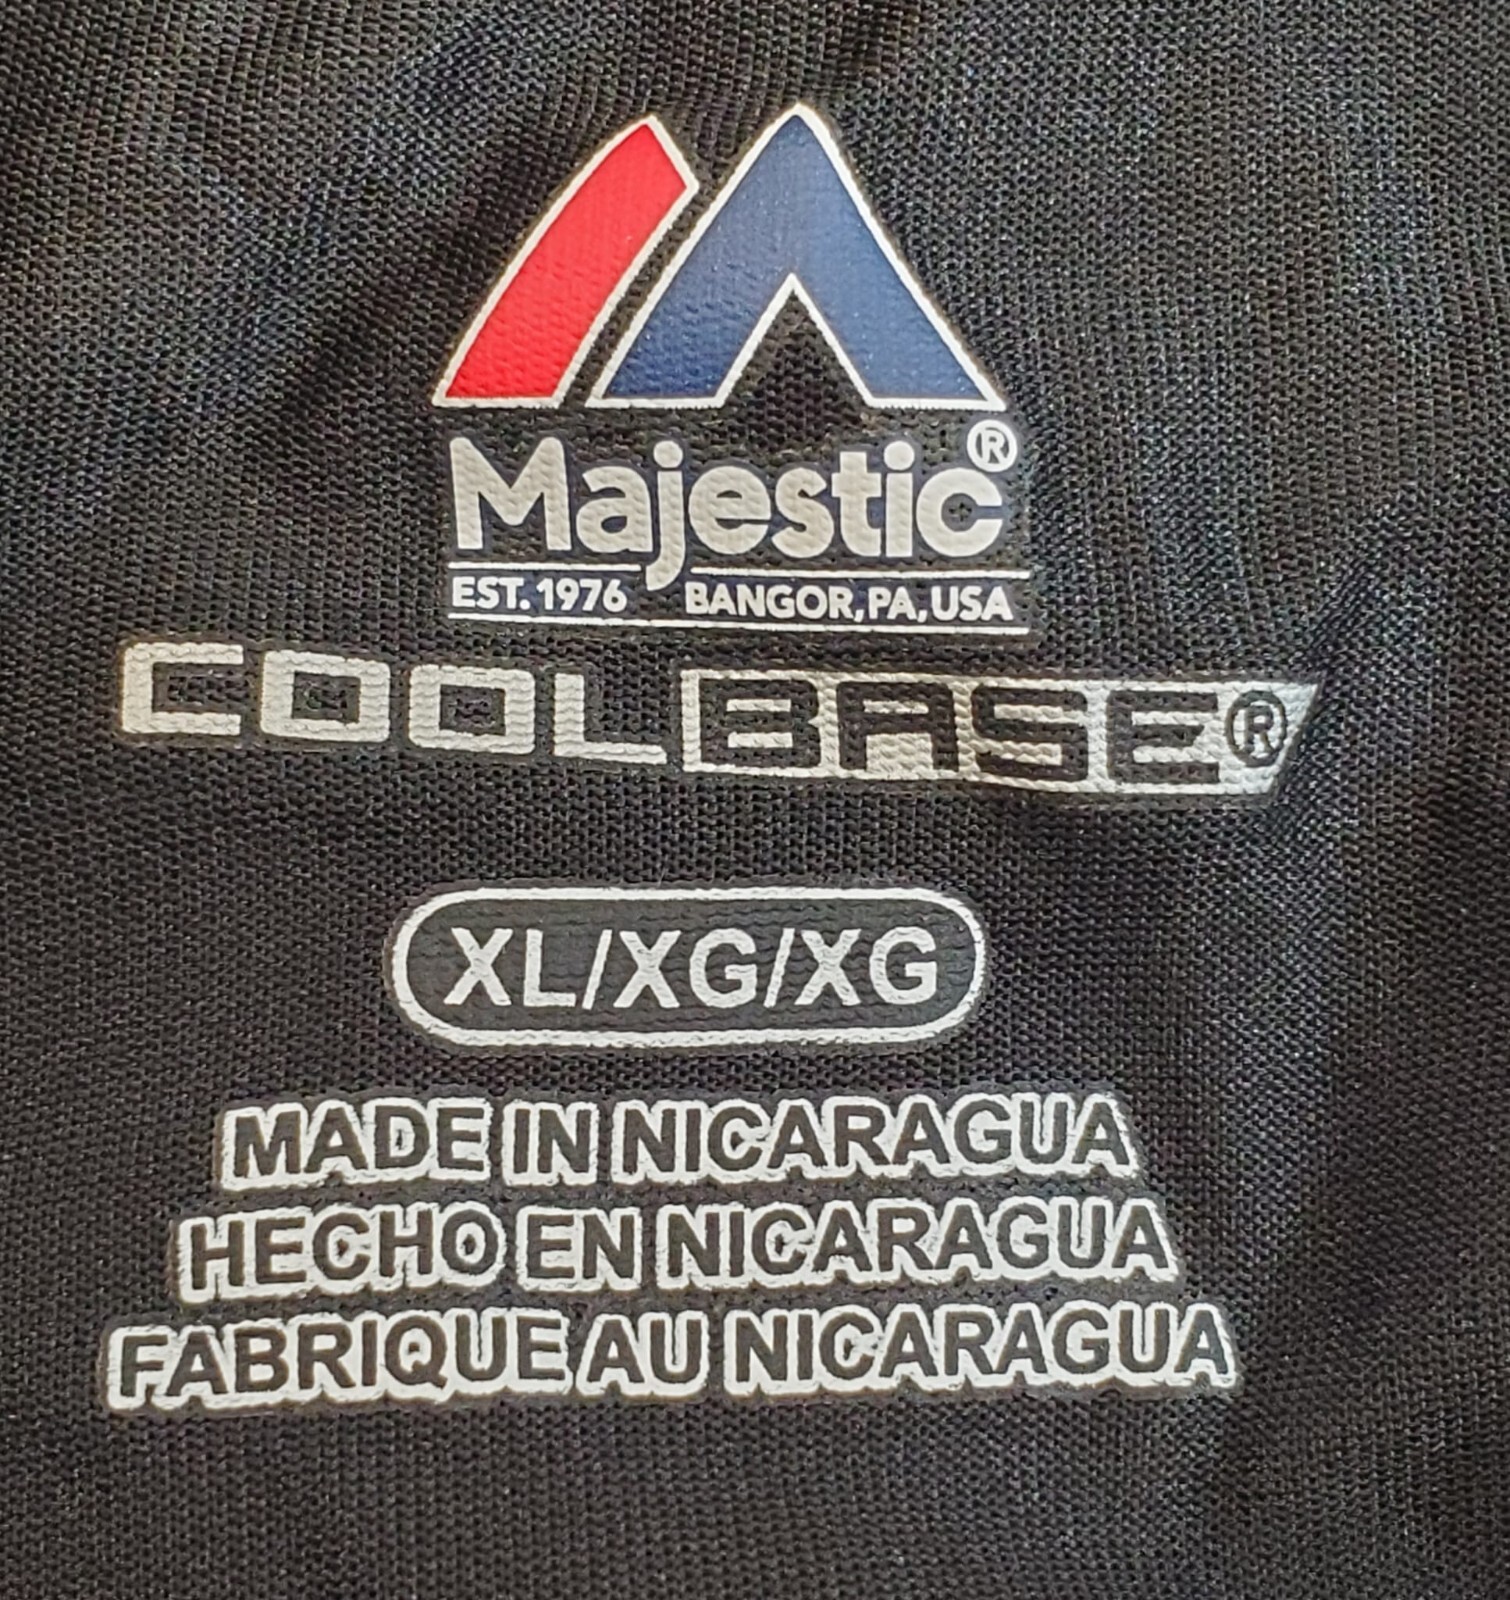 Majestic®
EST. 1976 BANGOR, PA, USA
COOLBASE®
XL/XG/XG
MADE IN NICARAGUA
HECHO EN NICARAGUA
FABRIQUE AU NICARAGUA